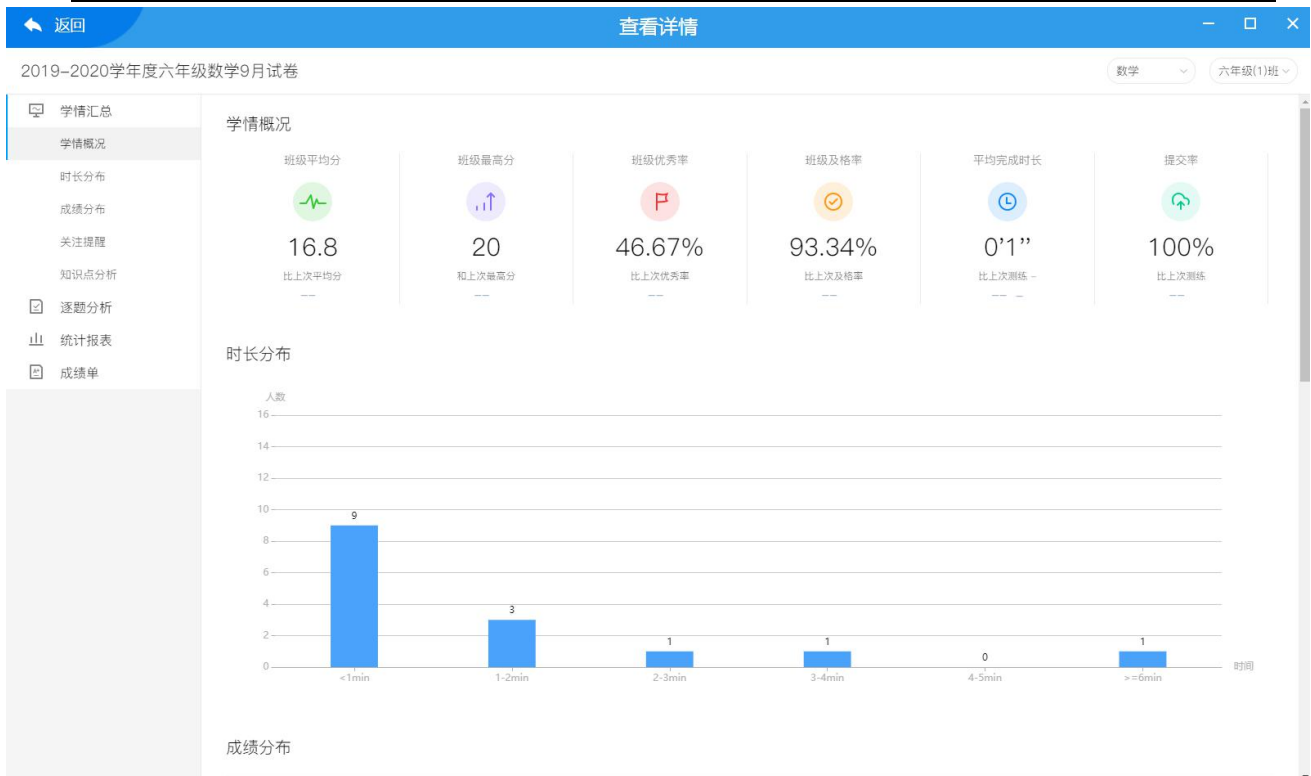 返回
查看详情
2019-2020学年度六年级数学9月试卷
数学
六年级(1)班
学情汇总
学情概况
时长分布
成绩分布
关注提醒
知识点分析
逐题分析
统计报表
成绩单
学情概况
班级平均分 班级最高分 班级优秀率 班级及格率 平均完成时长 提交率
16.8 20 46.67% 93.34% 0'1’’ 100%
比上次平均分 和上次最高分 比上次优秀率 比上次及格率 比上次测练 - 比上次测练
-- -- -- -- -- - --
时长分布
人数
16
14
12
10
8
6
4
2
0
9 3 1 1 0 1
<1min 1-2min 2-3min 3-4min 4-5min >=6min
时间
成绩分布